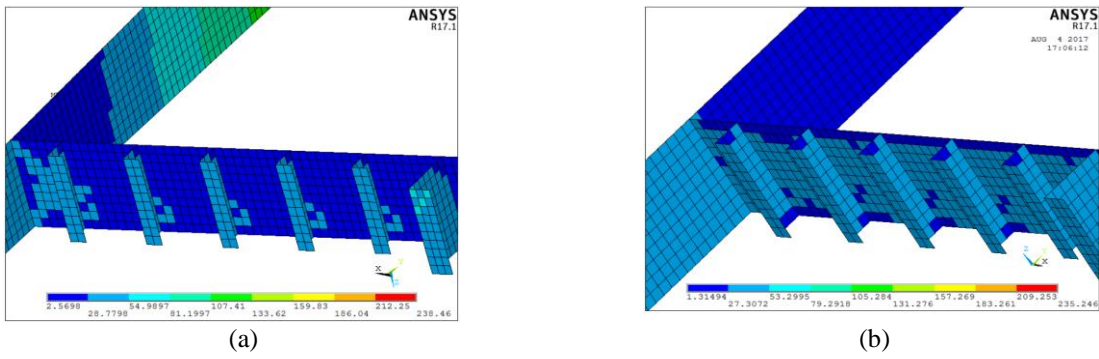 ANSYS
R17.1
X
Z
2.5698 54.9897 107.41 159.83 212.25
28.7798 81.1997 133.62 186.04 238.46
(a)
ANSYS
R17.1
AUG 4 2017
17:06:12
X
1.31494 53.2995 105.284 157.269 209.253
27.3072 79.2918 131.276 183.261 235.246
(b)